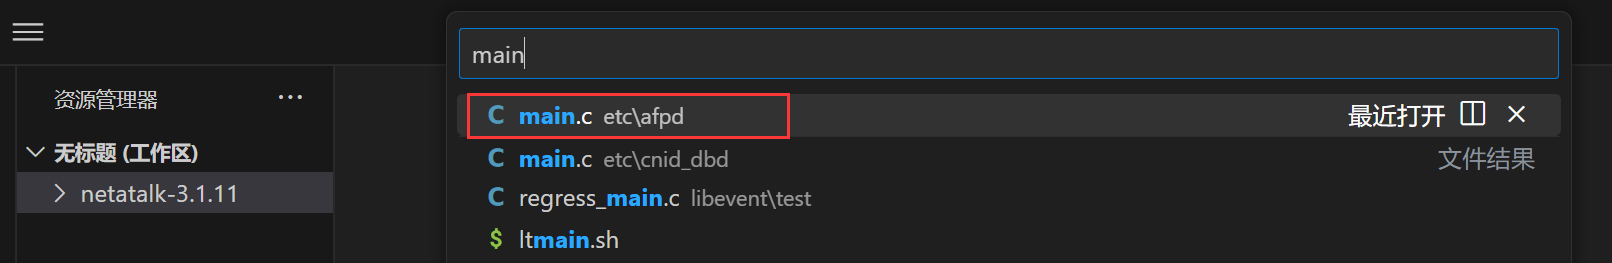 main
资源管理器 ···
C main.c etc\afpd 最近打开
无标题 (工作区)
C main.c etc\cnid_dbd 文件结果
netatalk-3.1.11
C regress_main.c libevent\test
$ ltmain.sh